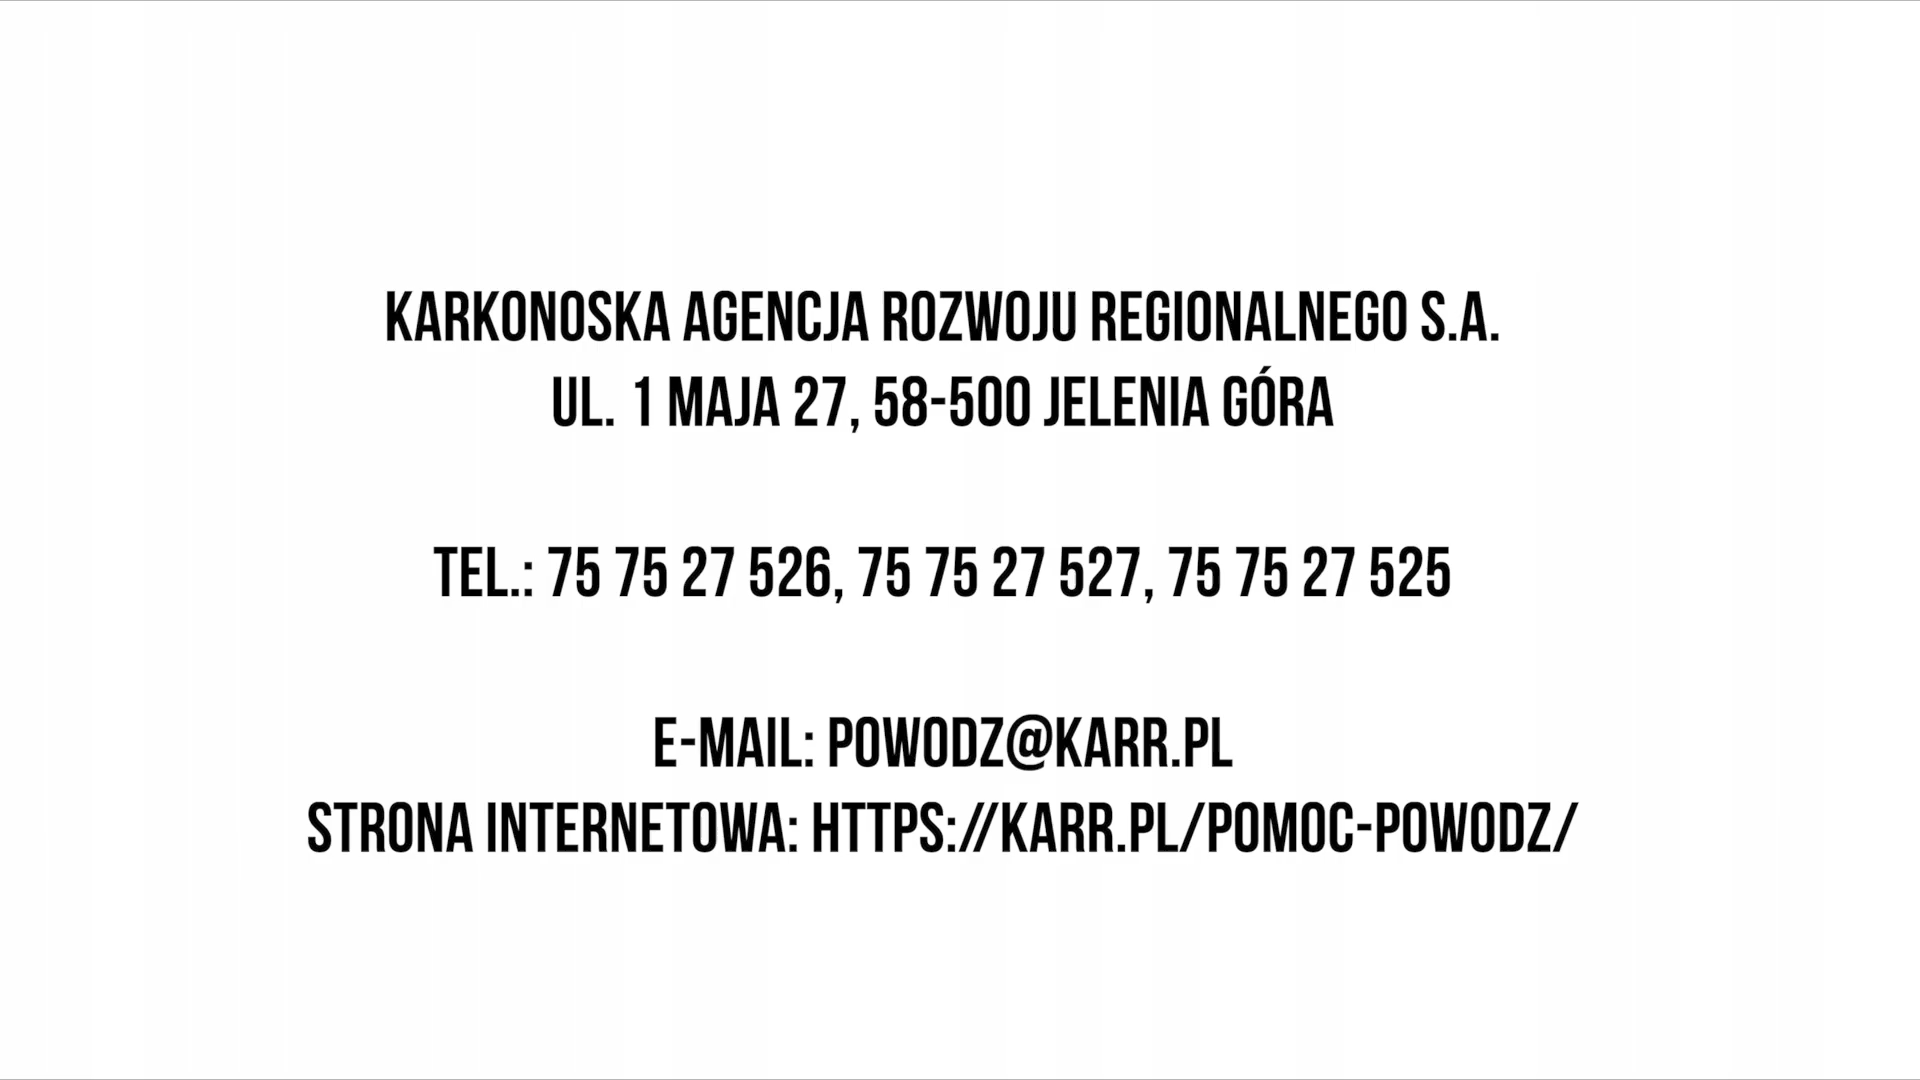 KARKONOSKA AGENCJA ROZWOJU REGIONALNEGO S.A.
UL. 1 MAJA 27, 58-500 JELENIA GÓRA
TEL.: 75 75 27 526, 75 75 27 527, 75 75 27 525
E-MAIL: POWODZ@KARR.PL
STRONA INTERNETOWA: HTTPS://KARR.PL/POMOC-POWODZ/